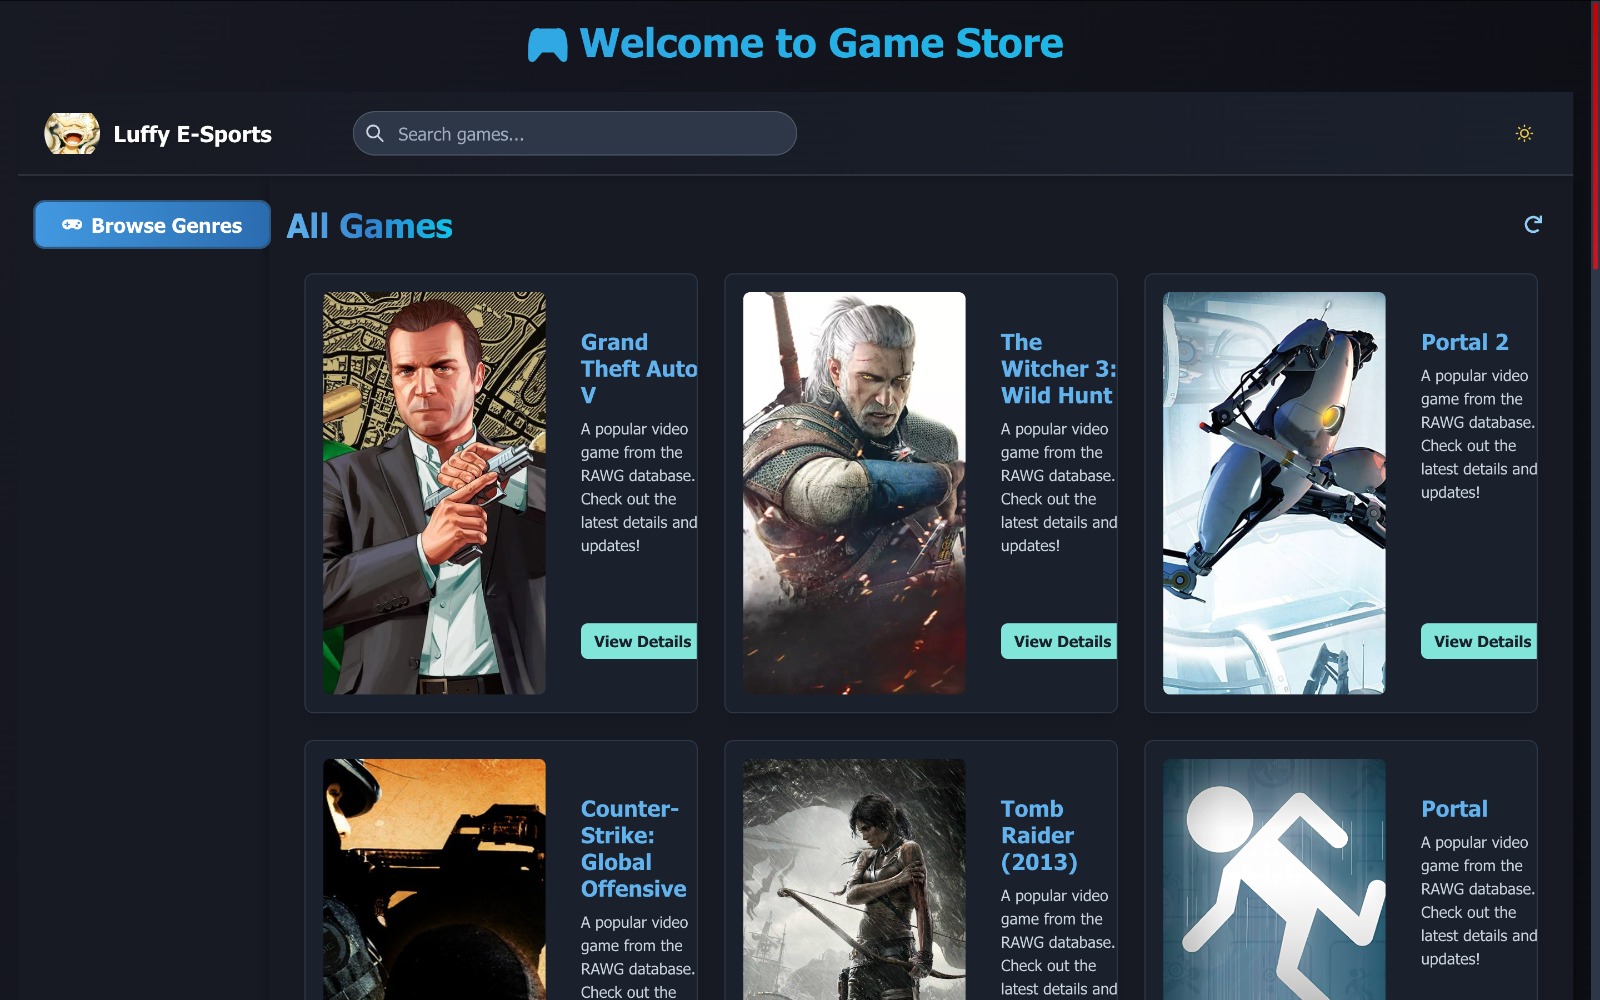 Welcome to Game Store
Luffy E-Sports
Search games...
Browse Genres
All Games
Grand
Theft Auto
V
A popular video
game from the
RAWG database.
Check out the
latest details and
updates!
View Details
The
Witcher 3:
Wild Hunt
A popular video
game from the
RAWG database.
Check out the
latest details and
updates!
View Details
Portal 2
A popular video
game from the
RAWG database.
Check out the
latest details and
updates!
View Details
Counter-
Strike:
Global
Offensive
A popular video
game from the
RAWG database.
Check out the
Tomb
Raider
(2013)
A popular video
game from the
RAWG database.
Check out the
latest details and
Portal
A popular video
game from the
RAWG database.
Check out the
latest details and
updates!